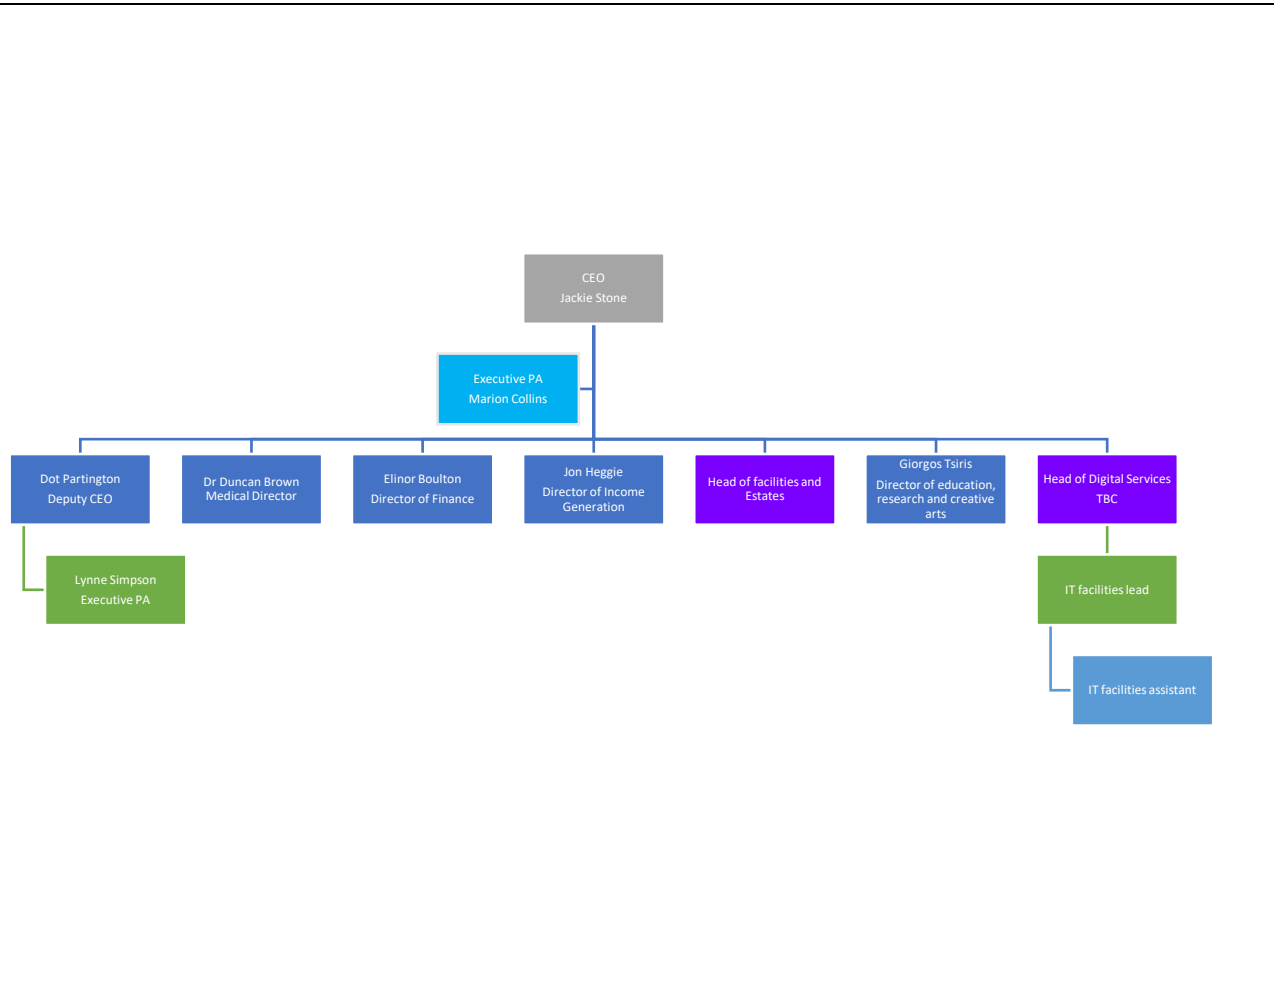 CEO
Jackie Stone
Executive PA
Marion Collins
Dot Partington
Deputy CEO
Dr Duncan Brown
Medical Director
Elinor Boulton
Director of Finance
Jon Heggie
Director of Income
Generation
Head of facilities and
Estates
Giorgos Tsiris
Director of education,
research and creative
arts
Head of Digital Services
TBC
Lynne Simpson
Executive PA
IT facilities lead
IT facilities assistant